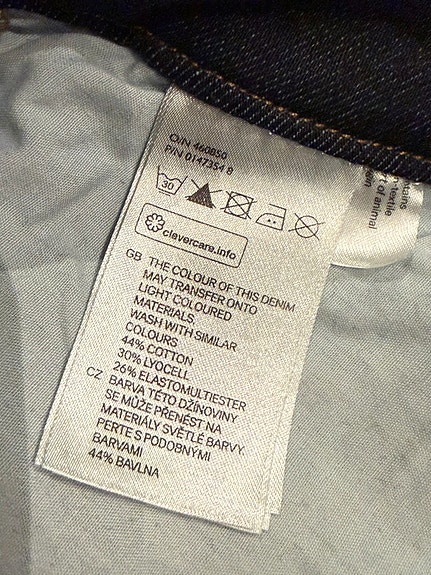 O/N 460850
P/N 0147354 8
30
clevercare.info
GB THE COLOUR OF THIS DENIM
MAY TRANSFER ONTO
LIGHT COLOURED
MATERIALS.
WASH WITH SIMILAR
COLOURS
44% COTTON
30% LYOCELL
26% ELASTOMULTIESTER
CZ BARVA TÉTO DŽÍNOVINY
SE MŮŽE PŘENÉST NA
MATERIÁLY SVĚTLÉ BARVY.
PERTE S PODOBNÝMI
BARVAMI
44% BAVLNA
of animal